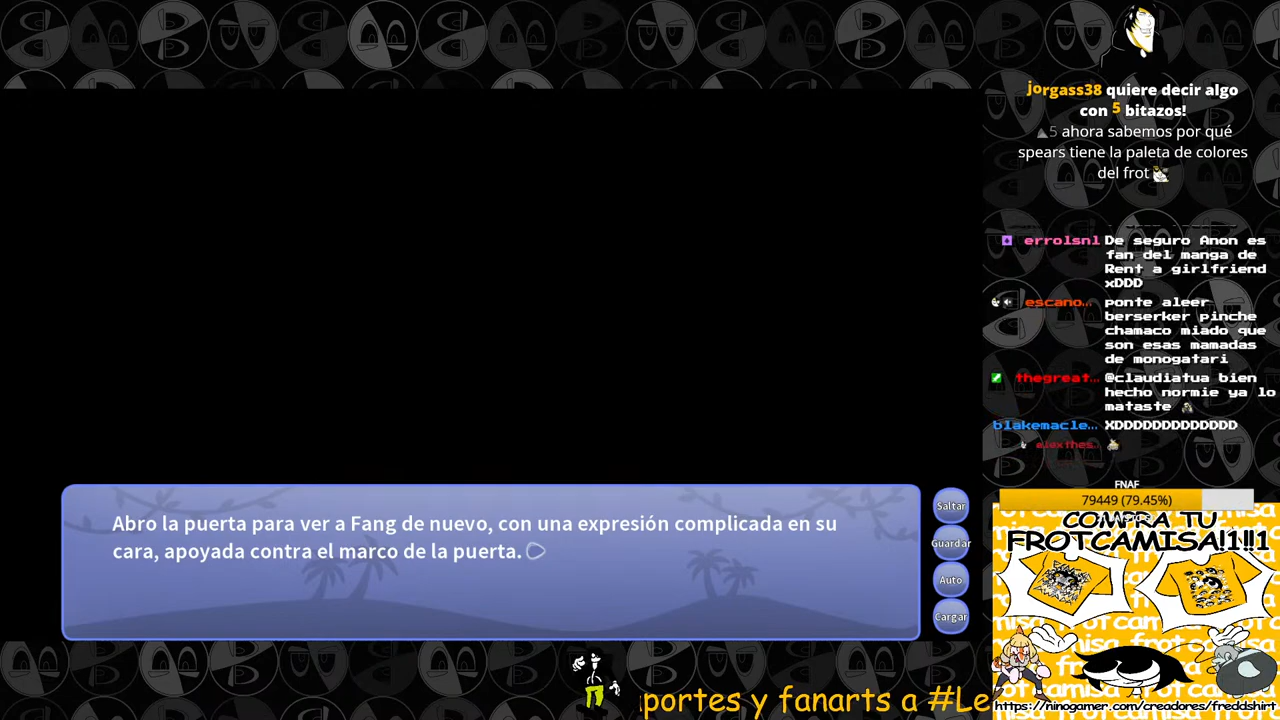 jorgass38 quiere decir algo
con 5 bitazos!
5 ahora sabemos por qué
spears tiene la paleta de colores
del frot
errolsnl De seguro Anon es
fan del manga de
Rent a girlfriend
xDDD
escano... ponte aleer
berserker pinche
chamaco miado que
son esas mamadas
de monogatari
thegreat... @claudiatua bien
hecho normie ya lo
mataste
blakemacle... XDDDDDDDDDDDDDD
alexthes..
FNAF
79449 (79.45%)
COMPRA TU
FROTCAMISA!1!!1
https://ninogamer.com/creadores/freddshirt
Abro la puerta para ver a Fang de nuevo, con una expresión complicada en su
cara, apoyada contra el marco de la puerta.
Saltar
Guardar
Auto
Cargar
portes y fanarts a #Le